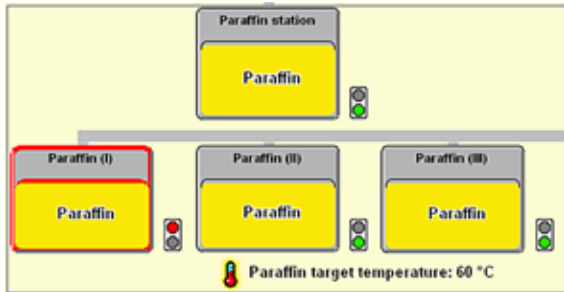 Paraffin station
Paraffin
Paraffin (I)
Paraffin (II)
Paraffin (III)
Paraffin
Paraffin
Paraffin
Paraffin target temperature: 60 °C